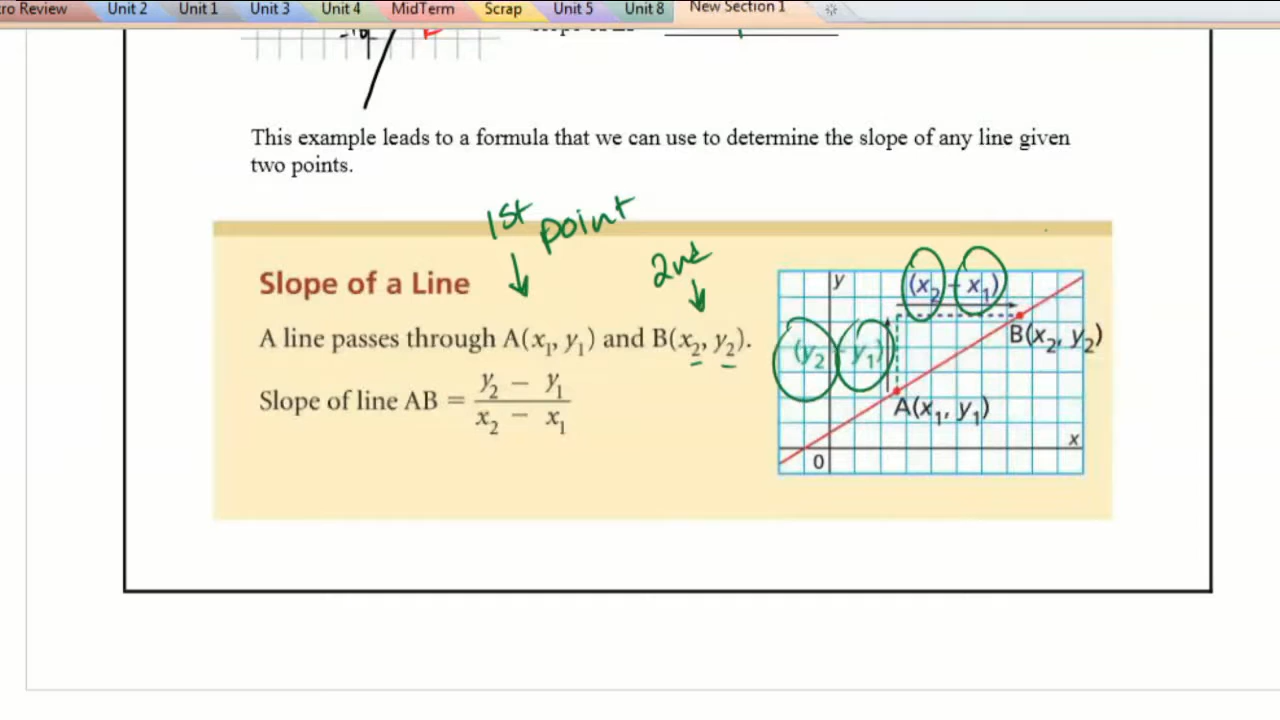 ro Review Unit 2 Unit 1 Unit 3 Unit 4 MidTerm Scrap Unit 5 Unit 8 New Section 1
-10
This example leads to a formula that we can use to determine the slope of any line given
two points.
1st point
2nd
Slope of a Line
A line passes through A(x₁, y₁) and B(x₂, y₂).
Slope of line AB = y₂ − y₁
x₂ − x₁
y
(x₂ − x₁)
B(x₂, y₂)
(y₂ − y₁)
A(x₁, y₁)
x
0